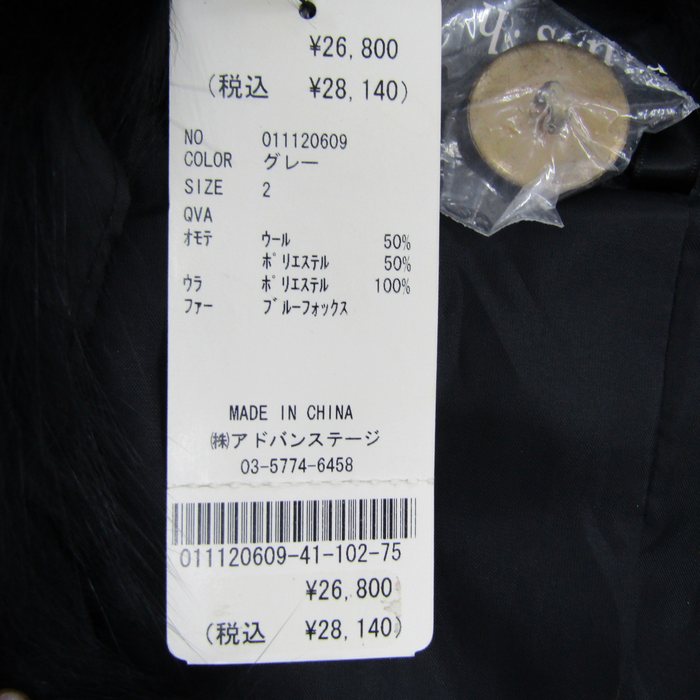 ¥26,800
(税込 ¥28,140)
NO 011120609
COLOR グレー
SIZE 2
QVA
オモテ ウール 50%
ポリエステル 50%
ウラ ポリエステル 100%
ファー ブルーフォックス
MADE IN CHINA
㈱アドバンステージ
03-5774-6458
011120609-41-102-75
¥26,800
(税込 ¥28,140)